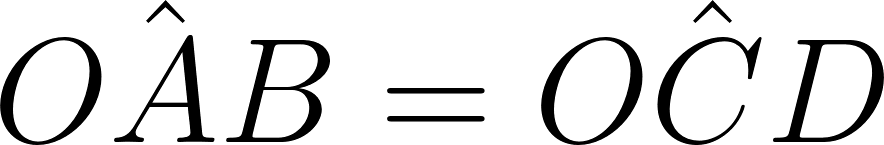 OÂB = OĈD